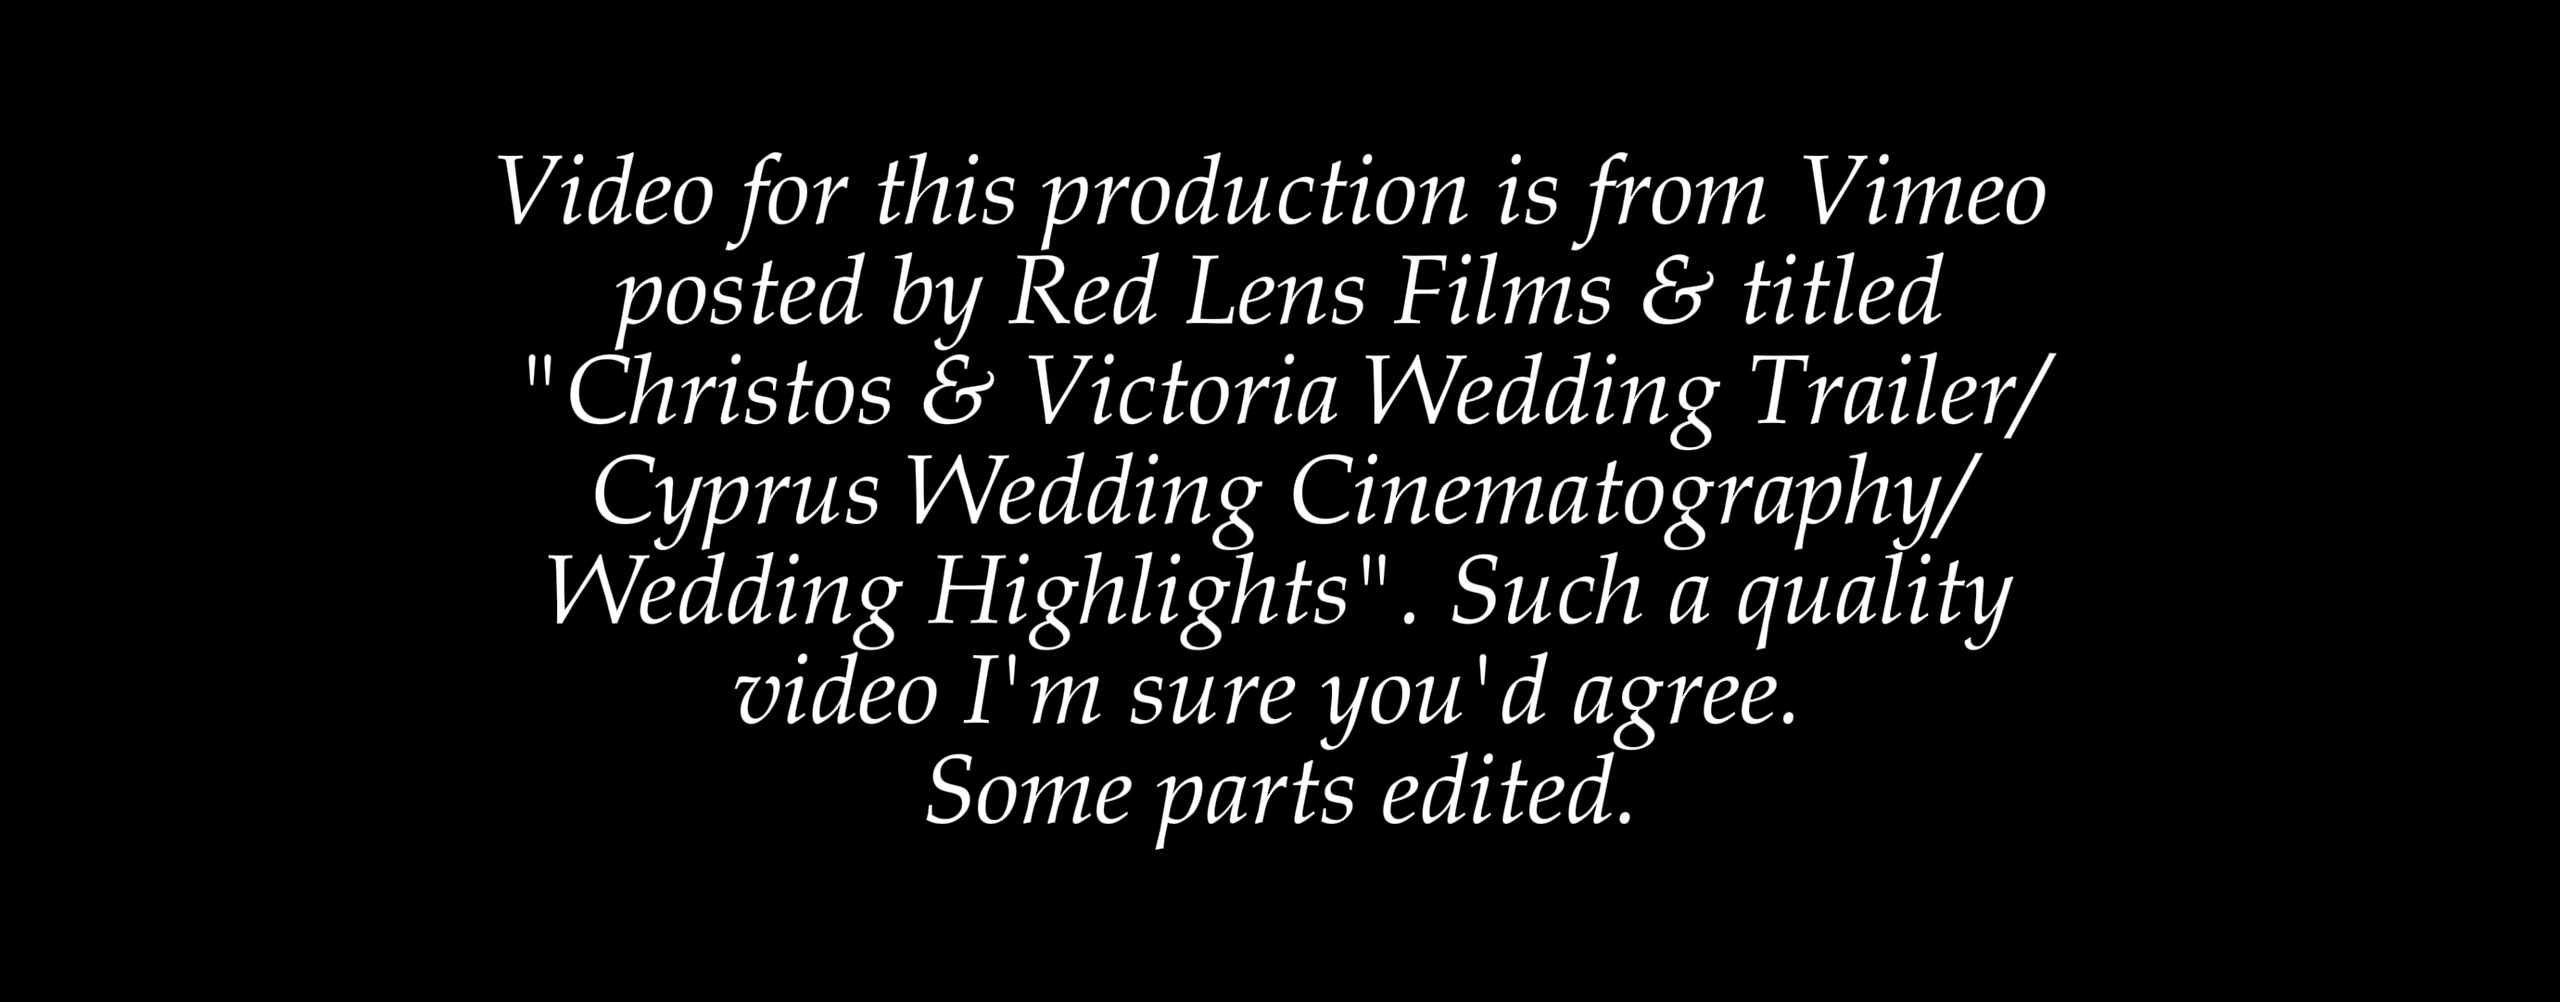 Video for this production is from Vimeo
posted by Red Lens Films & titled
"Christos & Victoria Wedding Trailer/
Cyprus Wedding Cinematography/
Wedding Highlights". Such a quality
video I'm sure you'd agree.
Some parts edited.